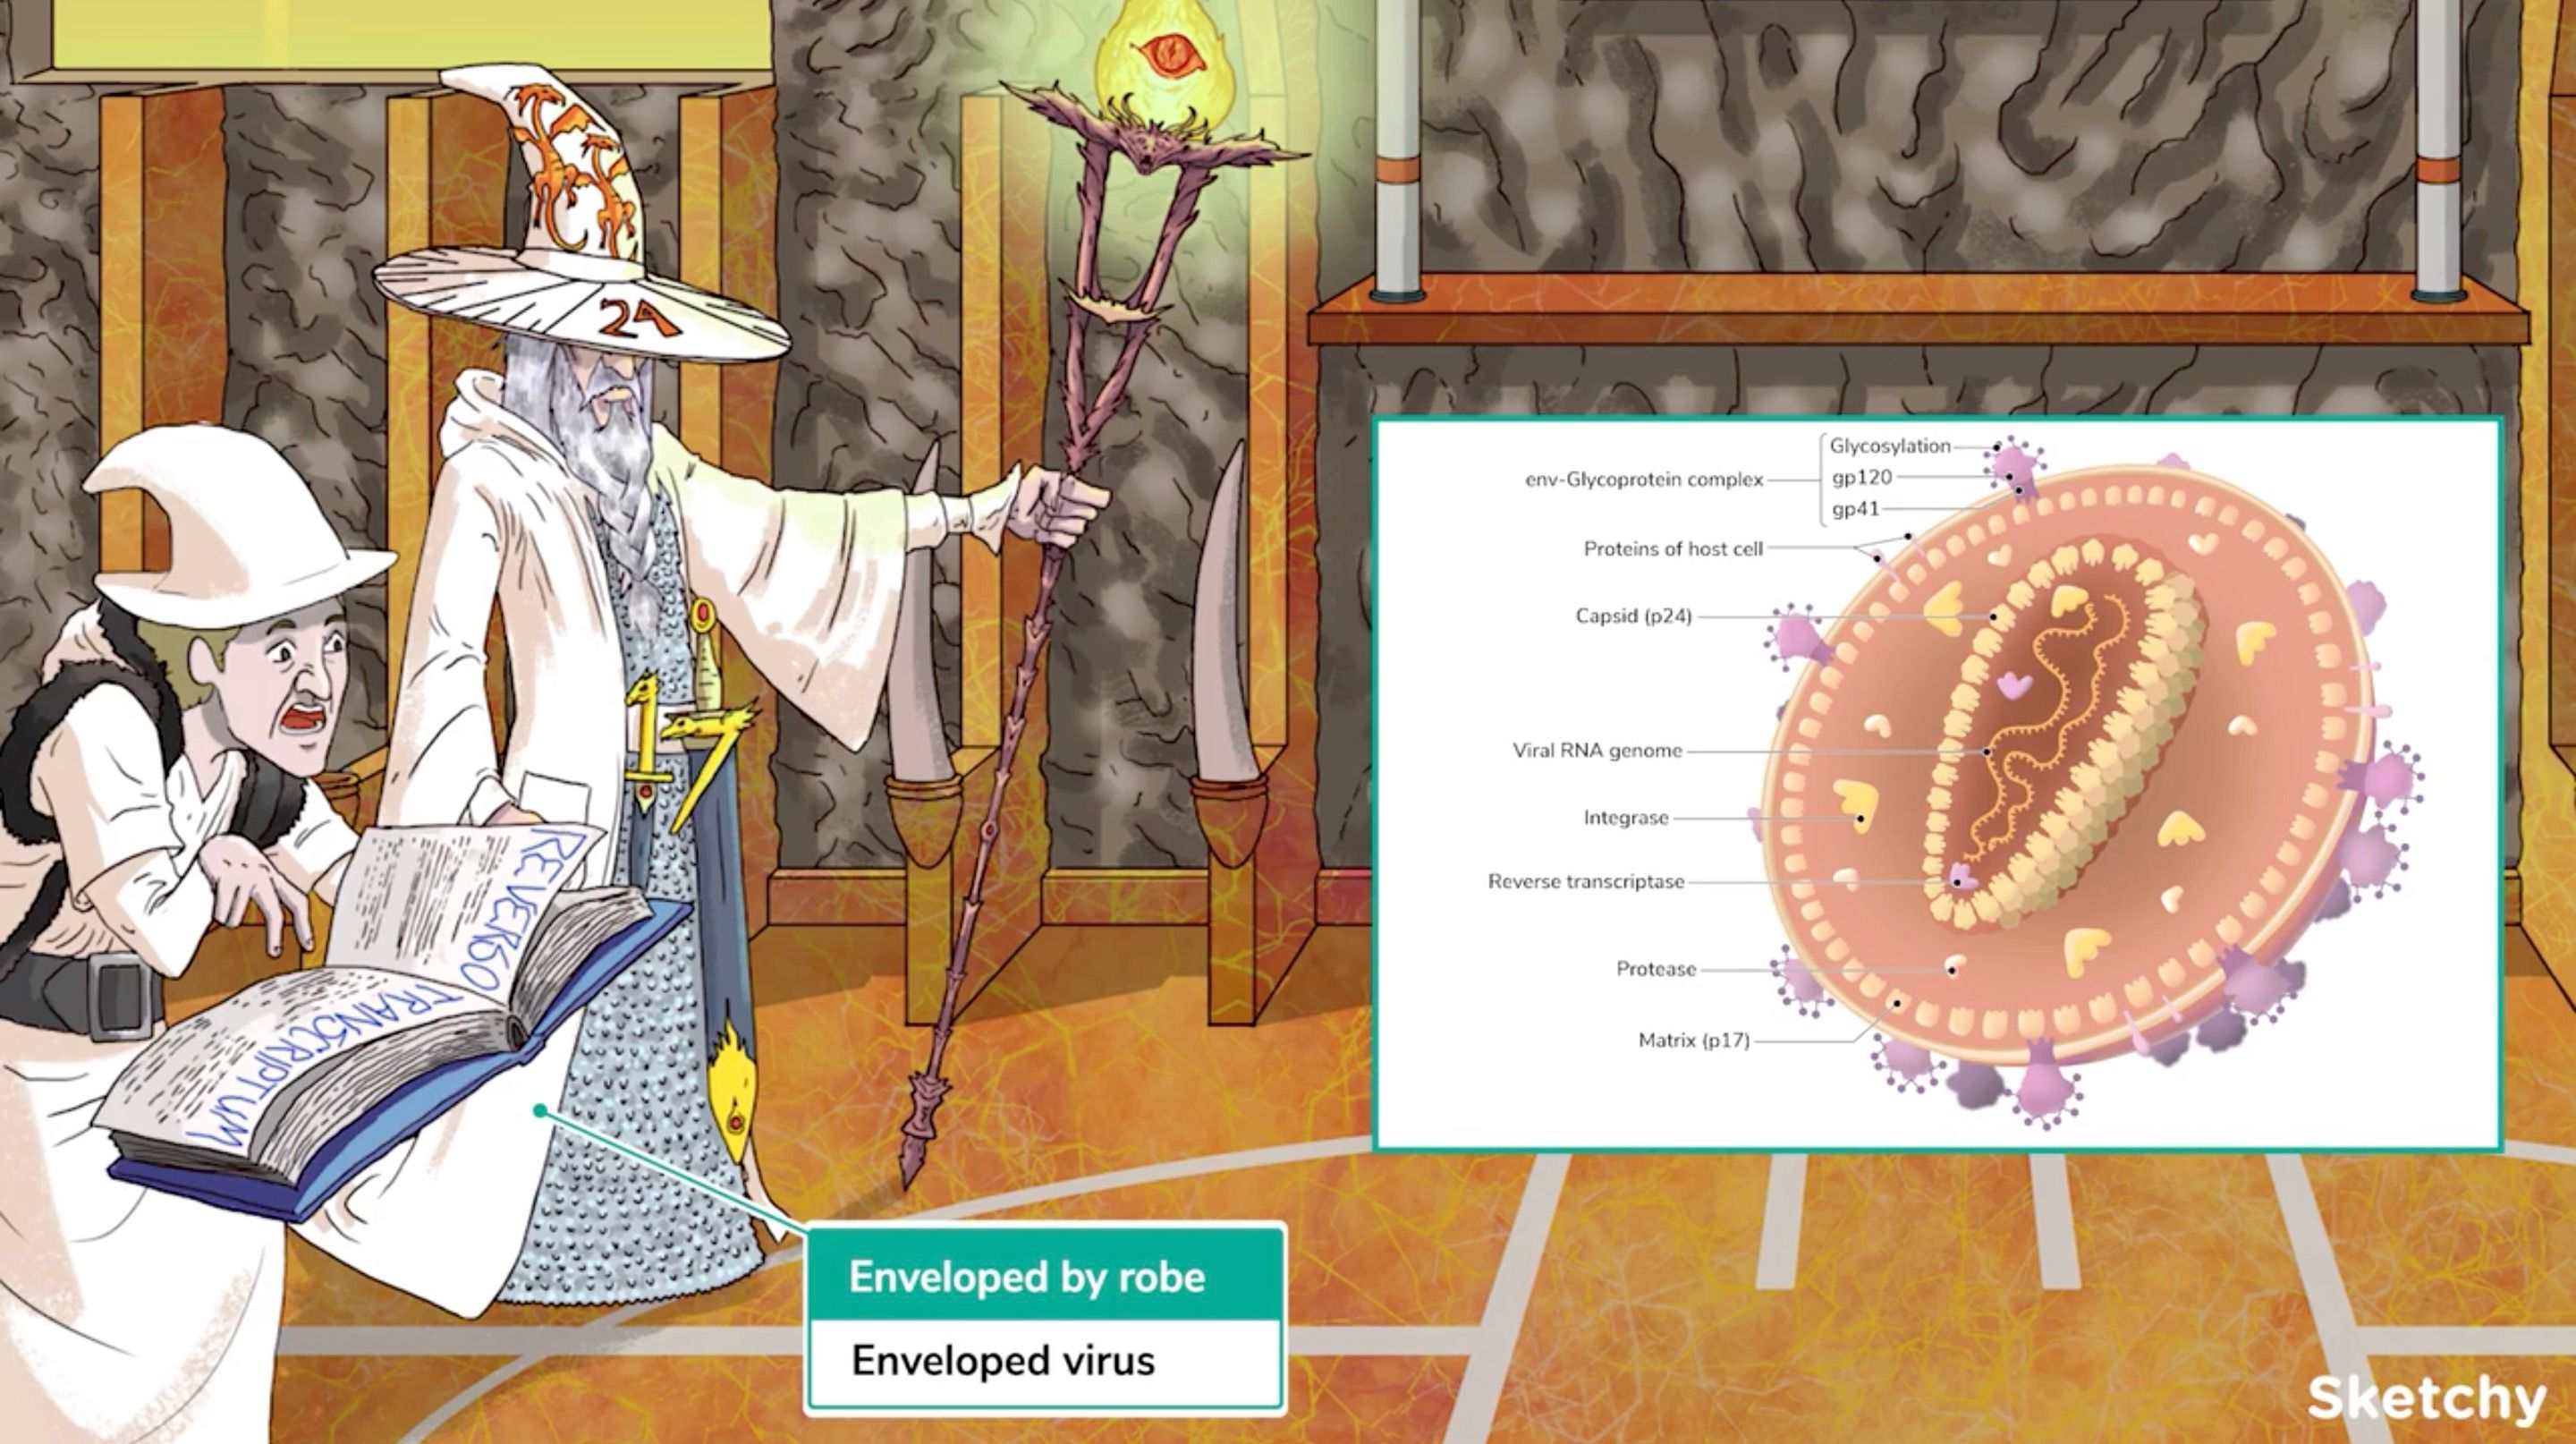 24
17
REVERSO
TRANSCRIPTUM
Glycosylation
env-Glycoprotein complex
gp120
gp41
Proteins of host cell
Capsid (p24)
Viral RNA genome
Integrase
Reverse transcriptase
Protease
Matrix (p17)
Enveloped by robe
Enveloped virus
Sketchy